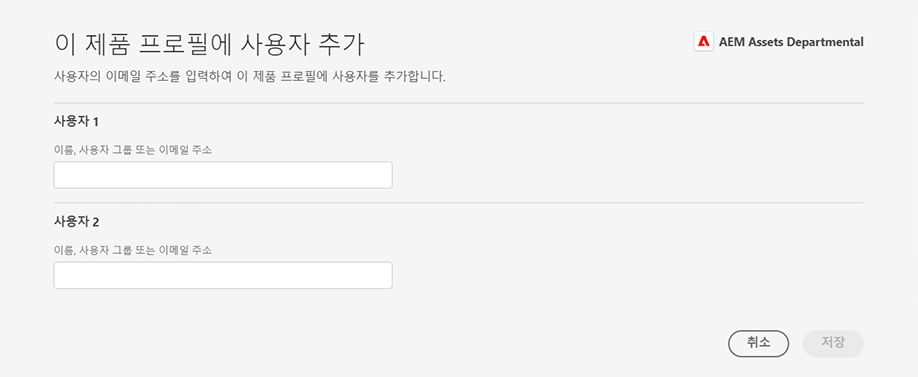 이 제품 프로필에 사용자 추가
AEM Assets Departmental
사용자의 이메일 주소를 입력하여 이 제품 프로필에 사용자를 추가합니다.
사용자 1
이름, 사용자 그룹 또는 이메일 주소
사용자 2
이름, 사용자 그룹 또는 이메일 주소
취소
저장